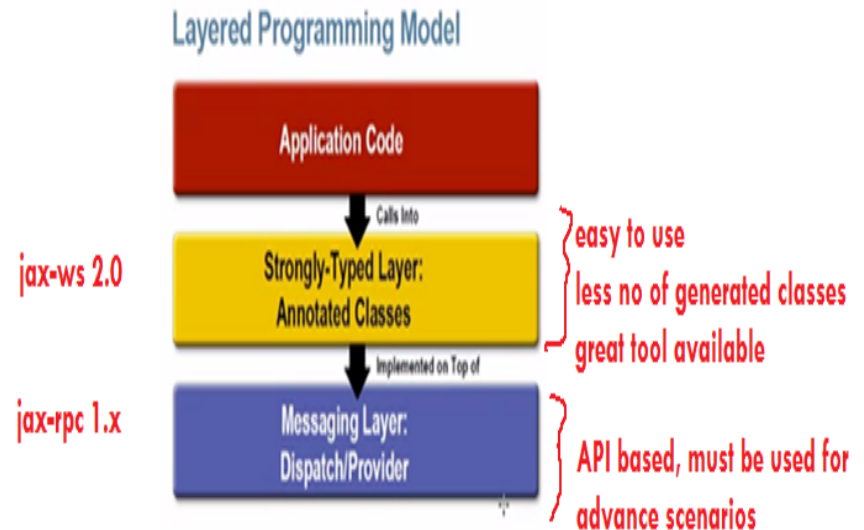 Layered Programming Model
Application Code
Calls Into
jax-ws 2.0
Strongly-Typed Layer:
Annotated Classes
easy to use
less no of generated classes
great tool available
Implemented on Top of
jax-rpc 1.x
Messaging Layer:
Dispatch/Provider
API based, must be used for
advance scenarios